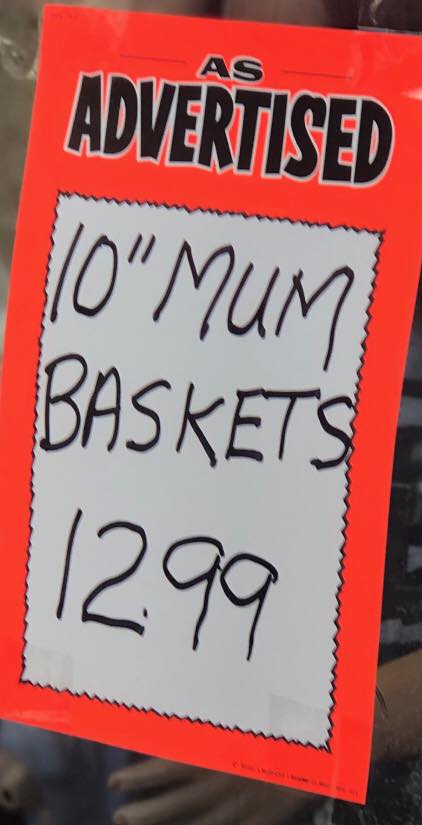 AS
ADVERTISED
10" MUM
BASKETS
12.99